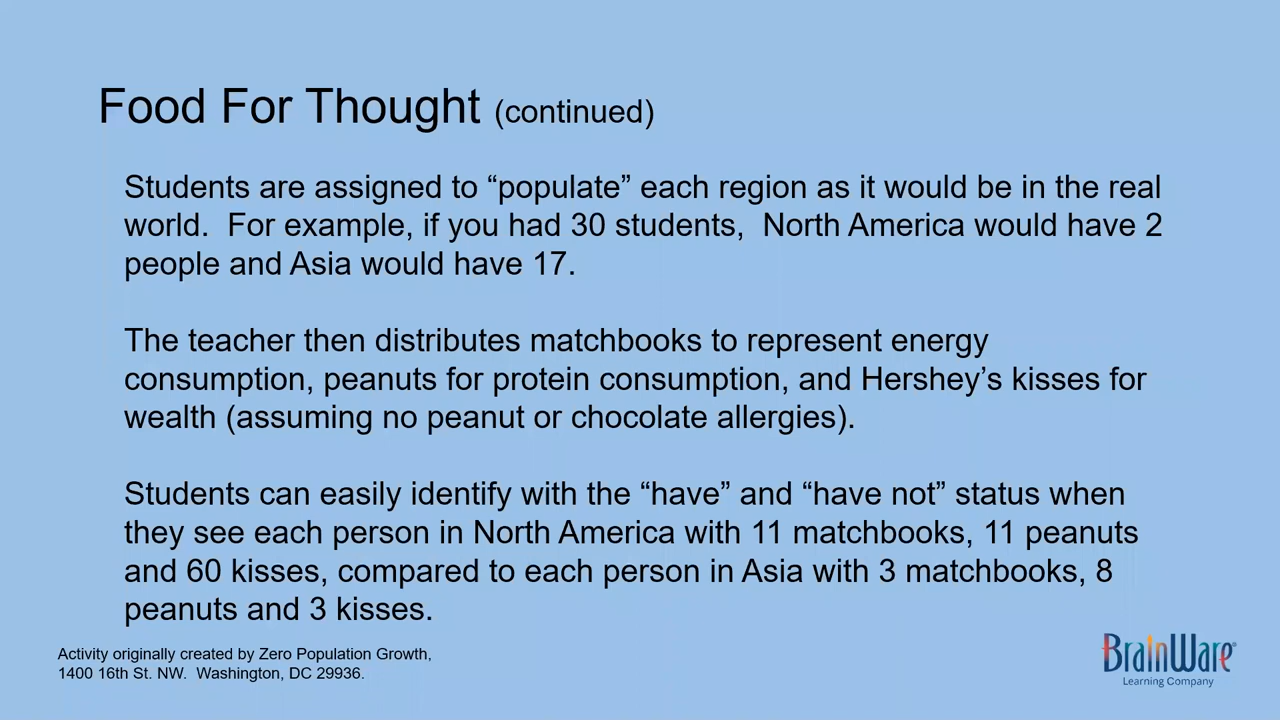 Food For Thought (continued)
Students are assigned to “populate” each region as it would be in the real
world.  For example, if you had 30 students,  North America would have 2
people and Asia would have 17.
The teacher then distributes matchbooks to represent energy
consumption, peanuts for protein consumption, and Hershey’s kisses for
wealth (assuming no peanut or chocolate allergies).
Students can easily identify with the “have” and “have not” status when
they see each person in North America with 11 matchbooks, 11 peanuts
and 60 kisses, compared to each person in Asia with 3 matchbooks, 8
peanuts and 3 kisses.
Activity originally created by Zero Population Growth,
1400 16th St. NW.  Washington, DC 29936.
BrainWare®
Learning Company